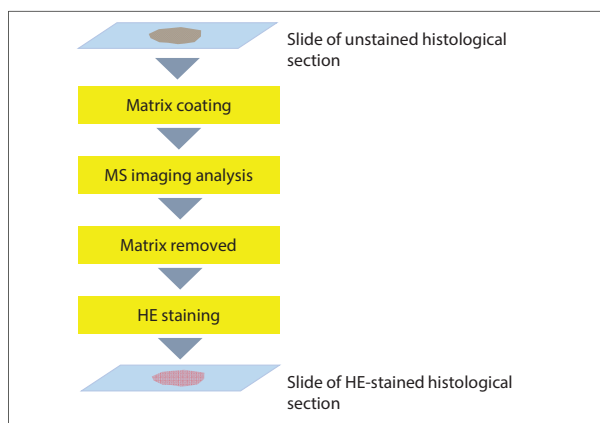 Slide of unstained histological
section
Matrix coating
MS imaging analysis
Matrix removed
HE staining
Slide of HE-stained histological
section